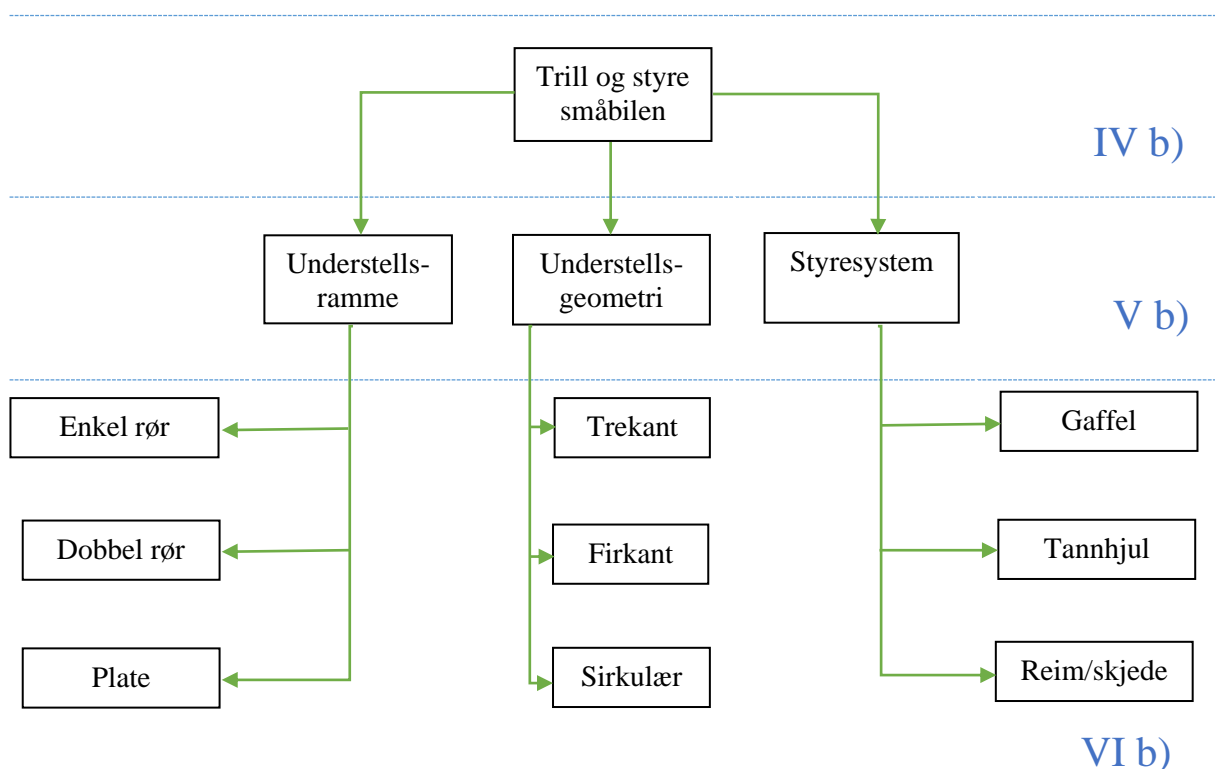 Trill og styre
småbilen
IV b)
Understells-
ramme
Understells-
geometri
Styresystem
V b)
Enkel rør
Trekant
Gaffel
Dobbel rør
Firkant
Tannhjul
Plate
Sirkulær
Reim/skjede
VI b)